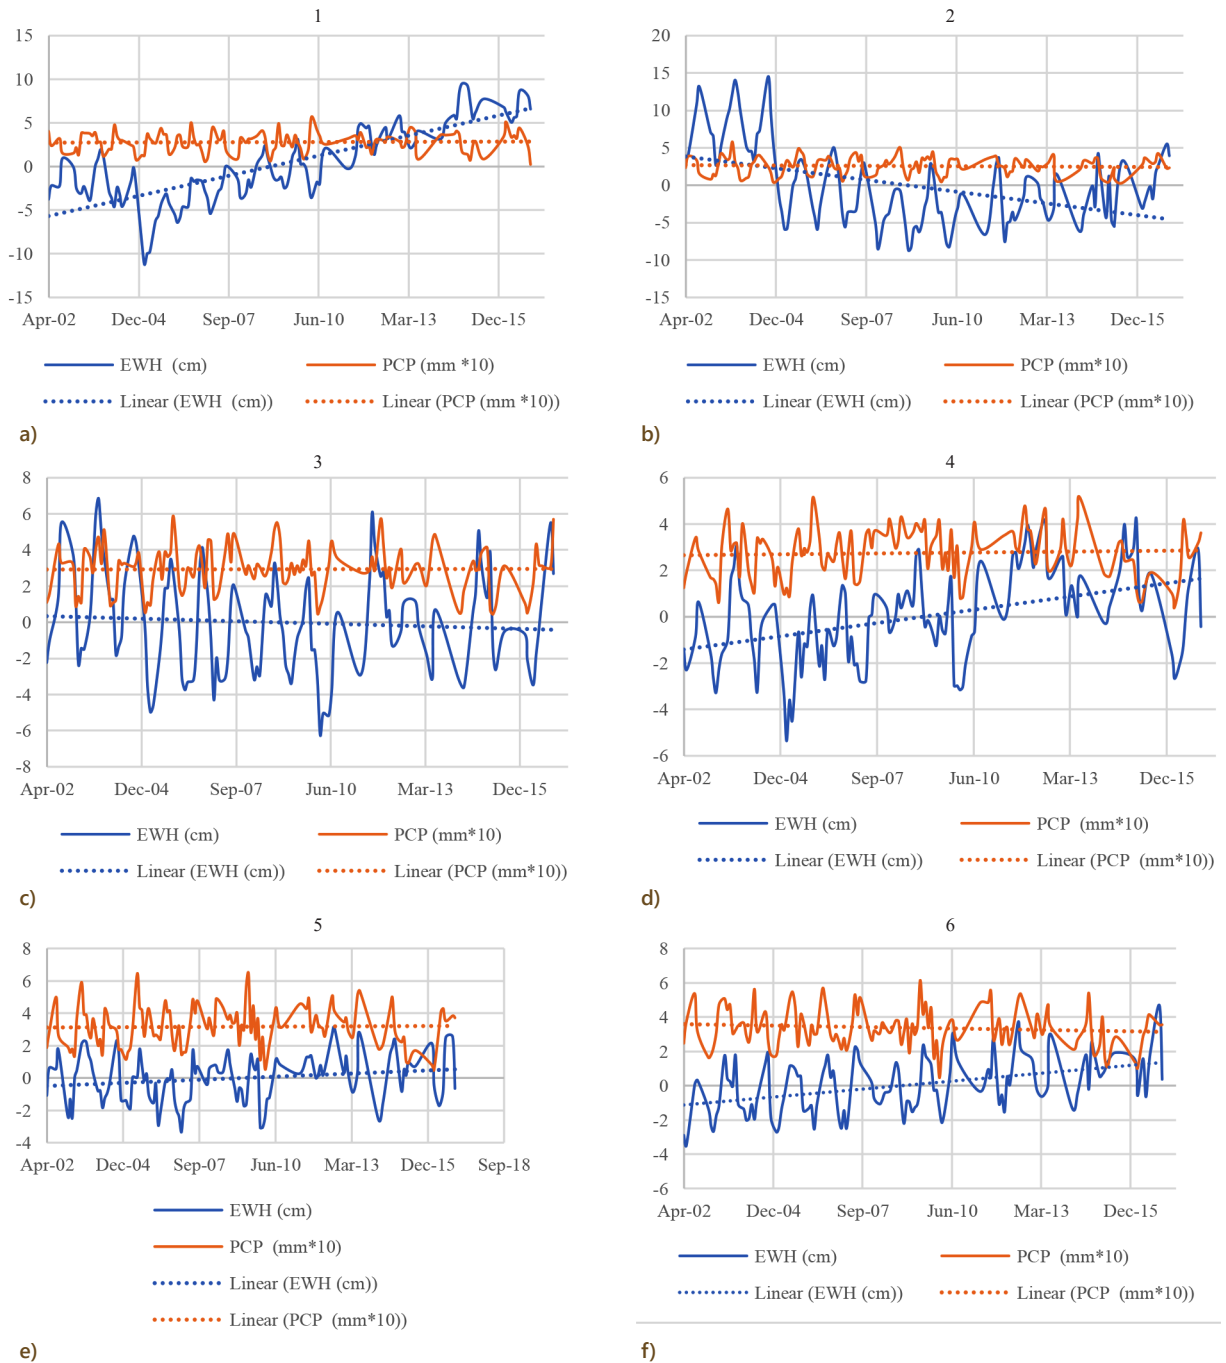 1
15
10
5
0
-5
-10
-15
Apr-02 Dec-04 Sep-07 Jun-10 Mar-13 Dec-15
EWH (cm) PCP (mm *10)
Linear (EWH (cm)) Linear (PCP (mm *10))
a)
2
20
15
10
5
0
-5
-10
-15
Apr-02 Dec-04 Sep-07 Jun-10 Mar-13 Dec-15
EWH (cm) PCP (mm*10)
Linear (EWH (cm)) Linear (PCP (mm*10))
b)
3
8
6
4
2
0
-2
-4
-6
-8
Apr-02 Dec-04 Sep-07 Jun-10 Mar-13 Dec-15
EWH (cm) PCP (mm*10)
Linear (EWH (cm)) Linear (PCP (mm*10))
c)
4
6
4
2
0
-2
-4
-6
Apr-02 Dec-04 Sep-07 Jun-10 Mar-13 Dec-15
EWH (cm) PCP (mm*10)
Linear (EWH (cm)) Linear (PCP (mm*10))
d)
5
8
6
4
2
0
-2
-4
Apr-02 Dec-04 Sep-07 Jun-10 Mar-13 Dec-15 Sep-18
EWH (cm)
PCP (mm*10)
Linear (EWH (cm))
Linear (PCP (mm*10))
e)
6
8
6
4
2
0
-2
-4
-6
Apr-02 Dec-04 Sep-07 Jun-10 Mar-13 Dec-15
EWH (cm) PCP (mm*10)
Linear (EWH (cm)) Linear (PCP (mm*10))
f)